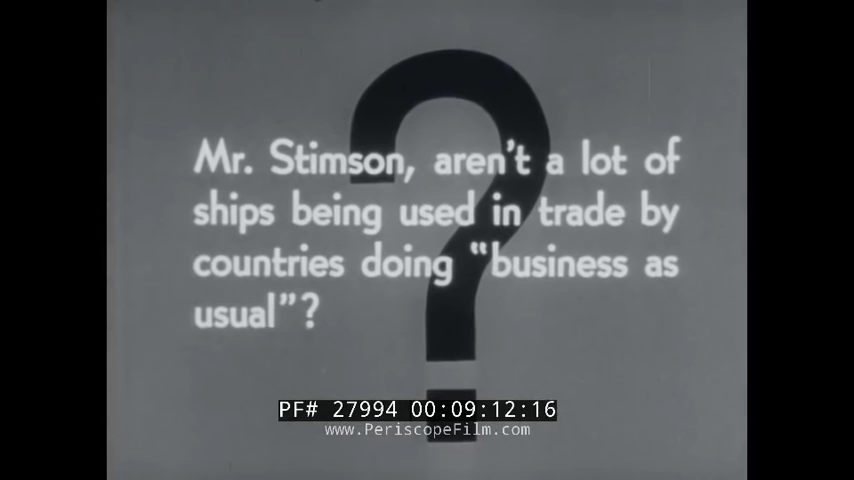 Mr. Stimson, aren't a lot of
ships being used in trade by
countries doing "business as
usual"?
PF# 27994 00:09:12:16
www.PeriscopeFilm.com